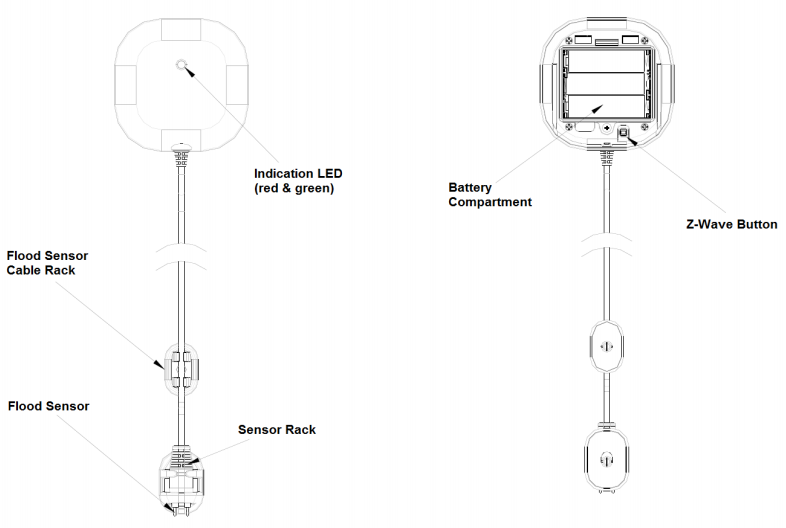 Indication LED
(red & green)
Battery
Compartment
Z-Wave Button
Flood Sensor
Cable Rack
Flood Sensor
Sensor Rack